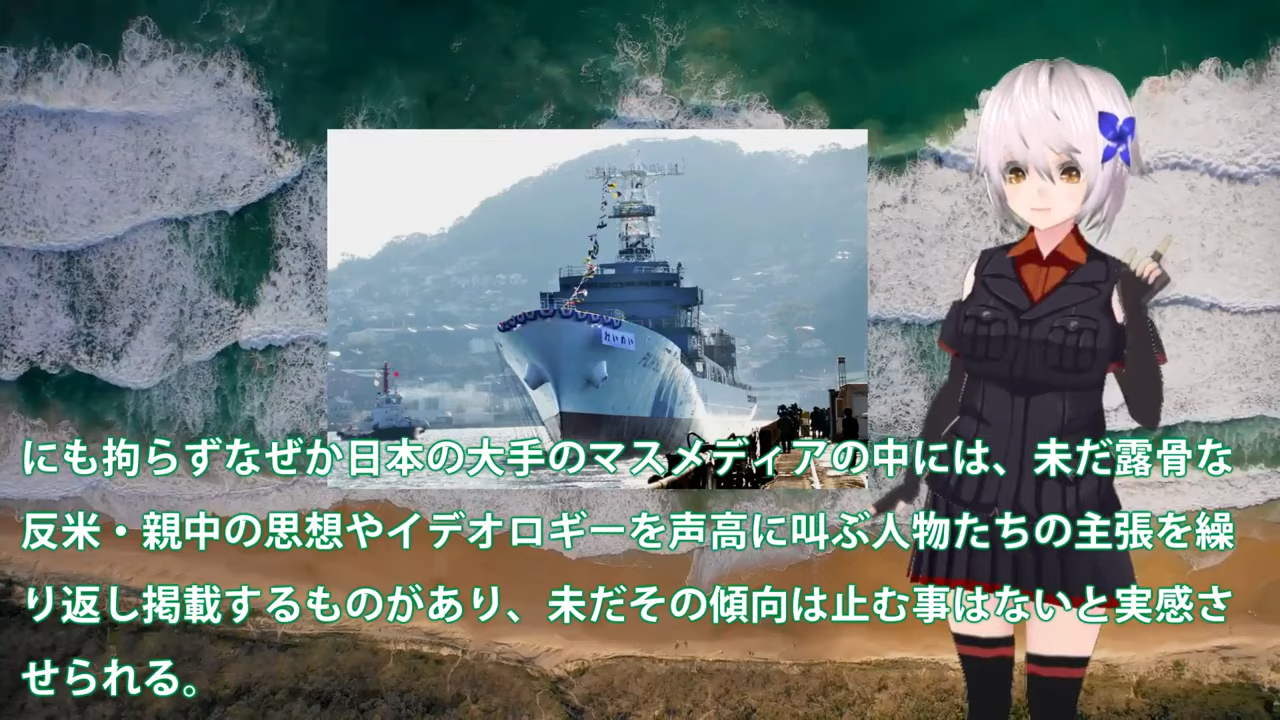 れいめい
にも拘らずなぜか日本の大手のマスメディアの中には、未だ露骨な
反米・親中の思想やイデオロギーを声高に叫ぶ人物たちの主張を繰
り返し掲載するものがあり、未だその傾向は止む事はないと実感さ
せられる。